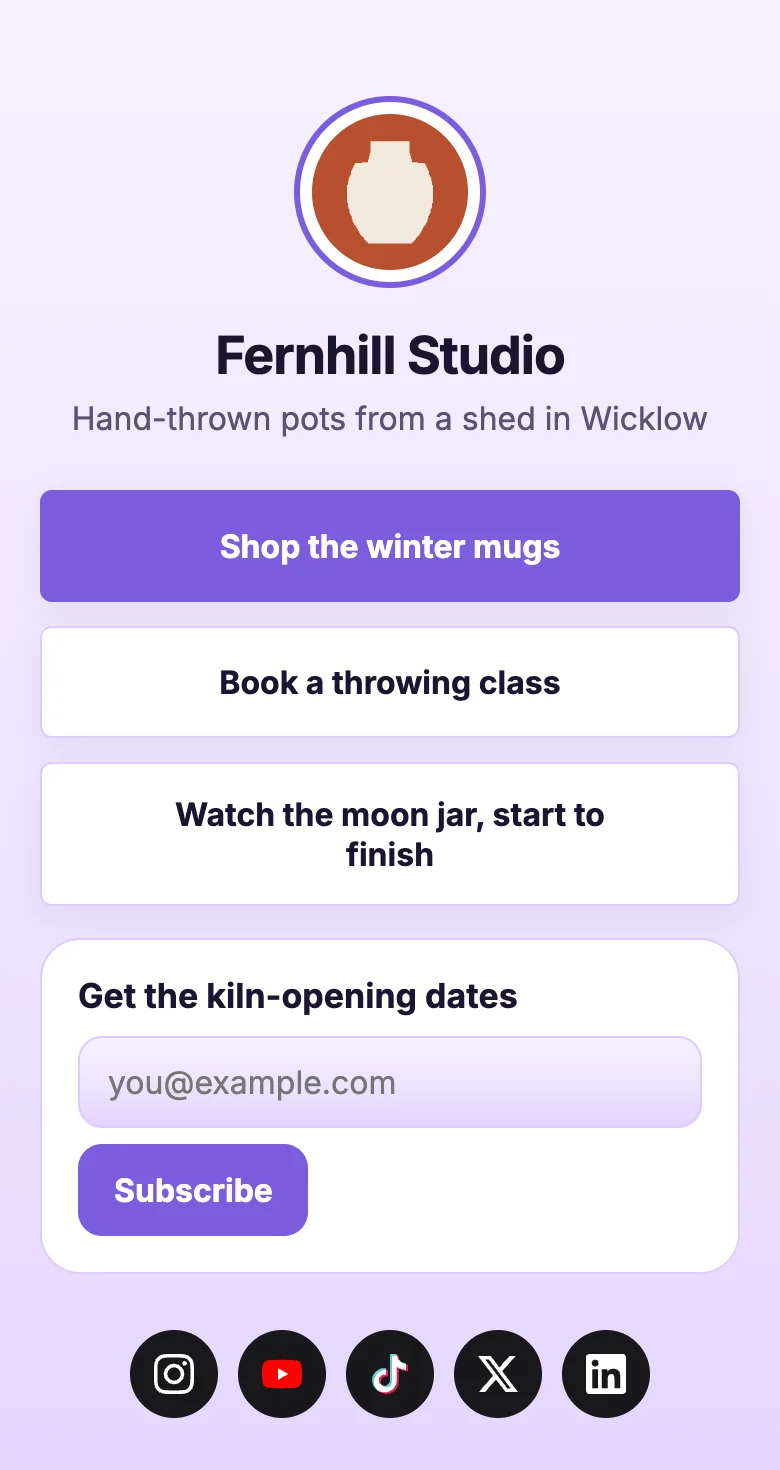 Fernhill Studio
Hand-thrown pots from a shed in Wicklow
Shop the winter mugs
Book a throwing class
Watch the moon jar, start to
finish
Get the kiln-opening dates
you@example.com
Subscribe